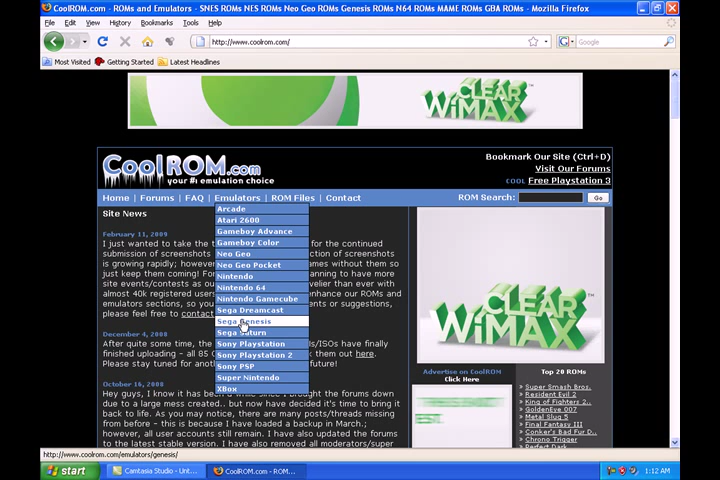 CoolROM.com - ROMs and Emulators - SNES ROMs NES ROMs Neo Geo ROMs Genesis ROMs N64 ROMs MAME ROMs GBA ROMs - Mozilla Firefox
File Edit View History Bookmarks Tools Help
http://www.coolrom.com/
Google
Most Visited Getting Started Latest Headlines
CLEAR WiMAX
CoolROM.com
your #1 emulation choice
Bookmark Our Site (Ctrl+D)
Visit Our Forums
COOL Free Playstation 3
Home | Forums | FAQ | Emulators | ROM Files | Contact
ROM Search: Go
Site News
February 11, 2009
I just wanted to take the t for the continued
submission of screenshots ction of screenshots
is growing rapidly; however ames without them so
just keep coming! For planning to have more
site events/contests as ou velier than ever with
almost 40k registered users enhance our ROMs and
emulators sections, so you ents or suggestions,
please feel free to contact
December 4, 2008
After quite some time, the s/ISOs have finally
finished uploading - all 85 k them out here.
Please stay tuned for anot future!
October 16, 2008
Hey guys, I know it has been a while since I brought the forums down
due to a large mess created.. but now have decided it's time to bring it
back to life. As you may notice, there are many posts/threads missing
from before - this is because I have loaded a backup in March.;
however, all user accounts still remain. I have also updated the forums
to the latest stable version. I have also removed all moderators/super
Arcade
Atari 2600
Gameboy Advance
Gameboy Color
Neo Geo
Neo Geo Pocket
Nintendo
Nintendo 64
Nintendo Gamecube
Sega Dreamcast
Sega Genesis
Sega Saturn
Sony Playstation
Sony Playstation 2
Sony PSP
Super Nintendo
XBox
CLEAR WiMAX
Advertise on CoolROM
Click Here
Top 20 ROMs
» Super Smash Bros.
» Resident Evil 2
» King of Fighters 2..
» GoldenEye 007
» Metal Slug 5
» Final Fantasy III
» Conker's Bad Fur D..
» Chrono Trigger
» Perfect Dark
http://www.coolrom.com/emulators/genesis/
start
Camtasia Studio - Unt...
CoolROM.com - ROM...
1:12 AM